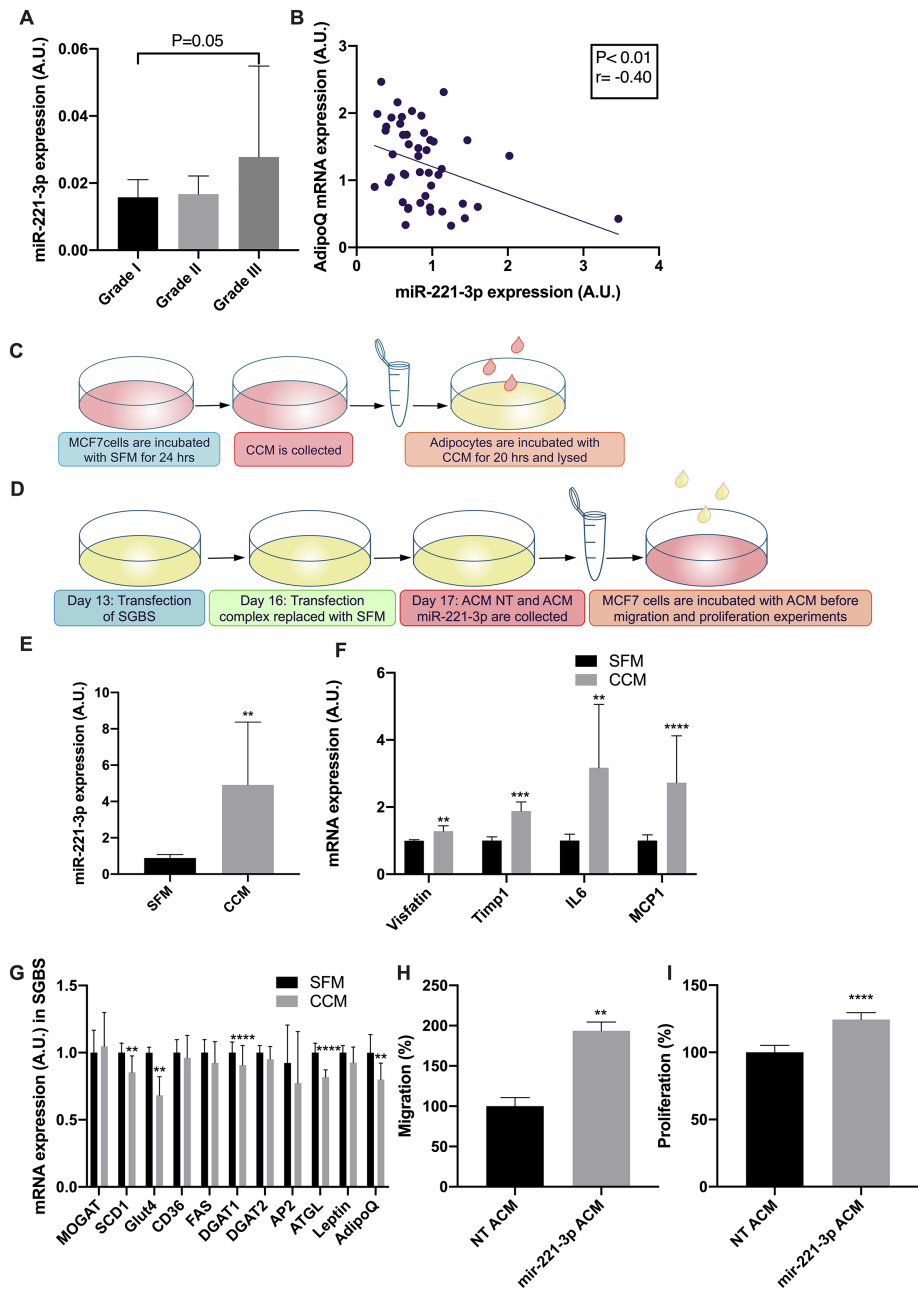 A
miR-221-3p expression (A.U.)
0.06
0.04
0.02
0.00
P=0.05
Grade I
Grade II
Grade III
B
AdipoQ mRNA expression (A.U.)
3
2
1
0
0
1
2
3
4
miR-221-3p expression (A.U.)
P< 0.01
r= -0.40
C
MCF7cells are incubated
with SFM for 24 hrs
CCM is collected
Adipocytes are incubated with
CCM for 20 hrs and lysed
D
Day 13: Transfection
of SGBS
Day 16: Transfection
complex replaced with SFM
Day 17: ACM NT and ACM
miR-221-3p are collected
MCF7 cells are incubated with ACM before
migration and proliferation experiments
E
miR-221-3p expression (A.U.)
10
8
6
4
2
0
**
SFM
CCM
F
SFM
CCM
mRNA expression (A.U.)
6
4
2
0
**
***
**
****
Visfatin
Timp1
IL6
MCP1
G
mRNA expression (A.U.) in SGBS
SFM
CCM
1.5
1.0
0.5
0.0
**
**
****
****
**
MOGAT
SCD1
Glut4
CD36
FAS
DGAT1
DGAT2
AP2
ATGL
Leptin
AdipoQ
H
Migration (%)
250
200
150
100
50
0
**
NT ACM
mir-221-3p ACM
I
Proliferation (%)
150
100
50
0
****
NT ACM
mir-221-3p ACM